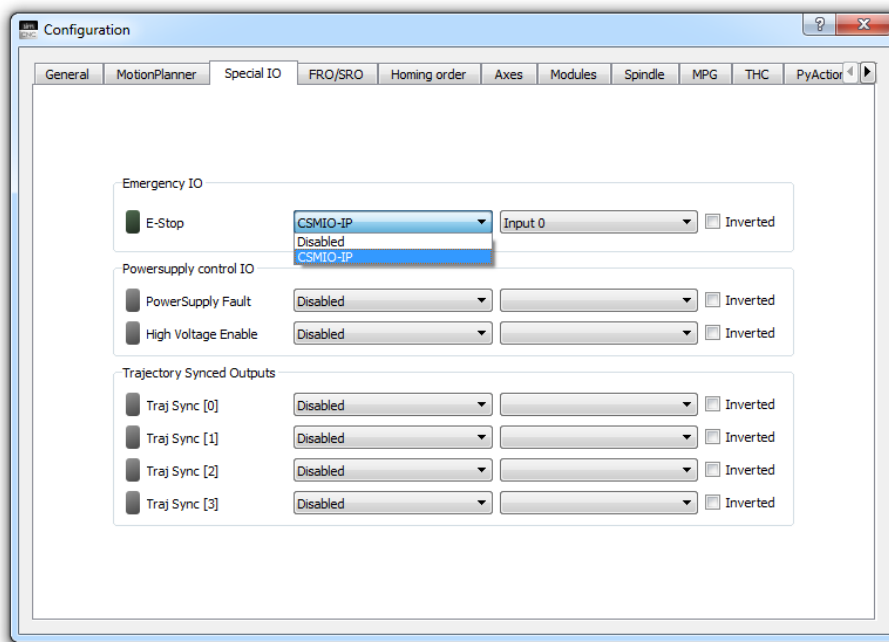 sim CNC Configuration ?
General MotionPlanner Special IO FRO/SRO Homing order Axes Modules Spindle MPG THC PyAction
Emergency IO
E-Stop CSMIO-IP Input 0 Inverted
Disabled
CSMIO-IP
Powersupply control IO
PowerSupply Fault Disabled Inverted
High Voltage Enable Disabled Inverted
Trajectory Synced Outputs
Traj Sync [0] Disabled Inverted
Traj Sync [1] Disabled Inverted
Traj Sync [2] Disabled Inverted
Traj Sync [3] Disabled Inverted